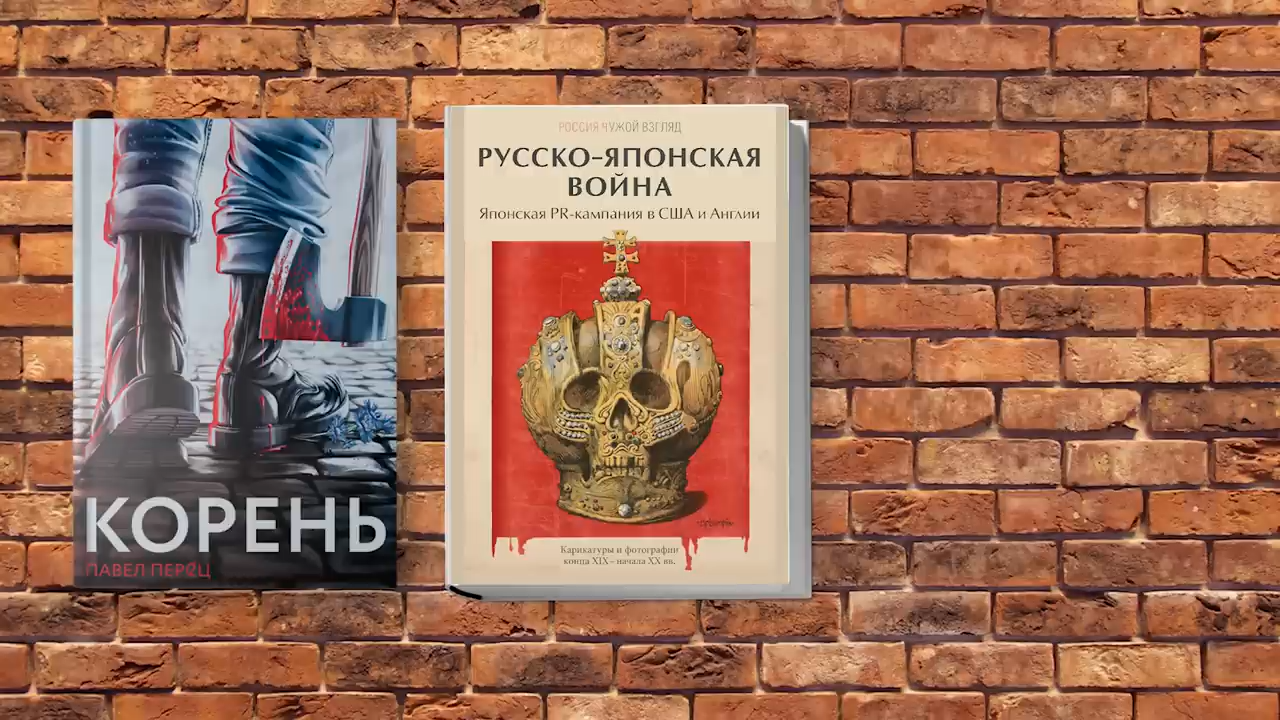 КОРЕНЬ
ПАВЕЛ ПЕРЕЦ
РОССИЯ ЧУЖОЙ ВЗГЛЯД
РУССКО-ЯПОНСКАЯ
ВОЙНА
Японская PR-кампания в США и Англии
Карикатуры и фотографии
конца XIX – начала XX вв.